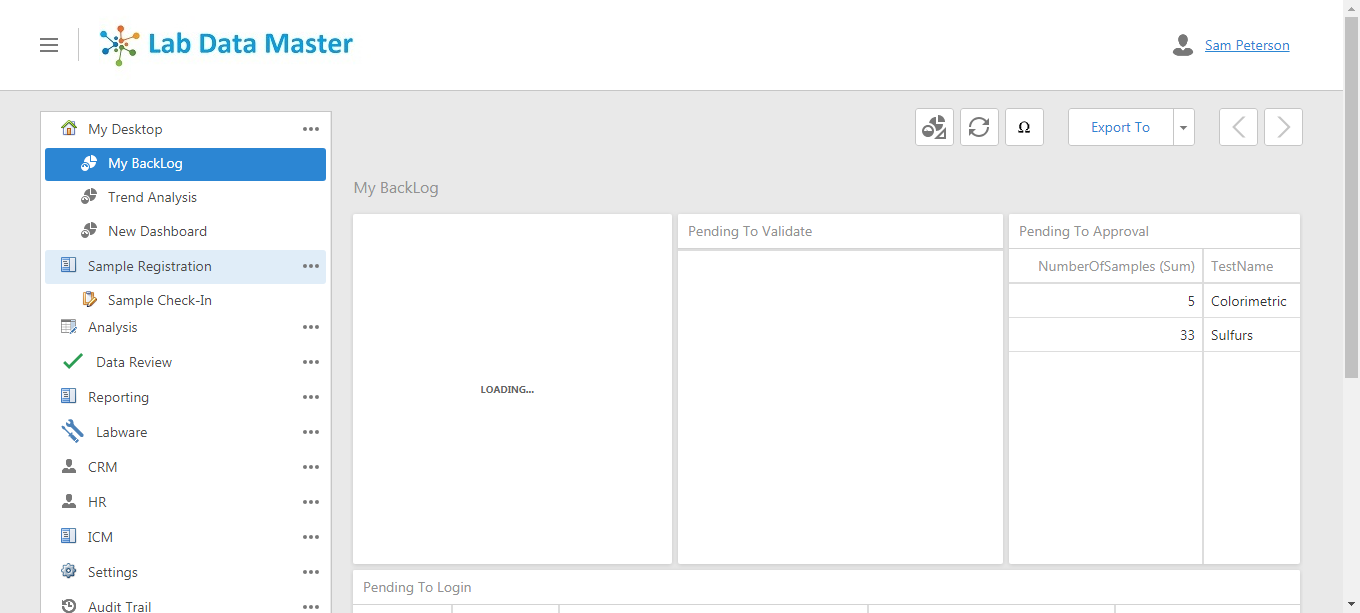 Lab Data Master
Sam Peterson
My Desktop
My BackLog
Trend Analysis
New Dashboard
Sample Registration
Sample Check-In
Analysis
Data Review
Reporting
Labware
CRM
HR
ICM
Settings
Audit Trail
Ω
Export To
My BackLog
LOADING...
Pending To Validate
Pending To Approval
NumberOfSamples (Sum) TestName
5 Colorimetric
33 Sulfurs
Pending To Login